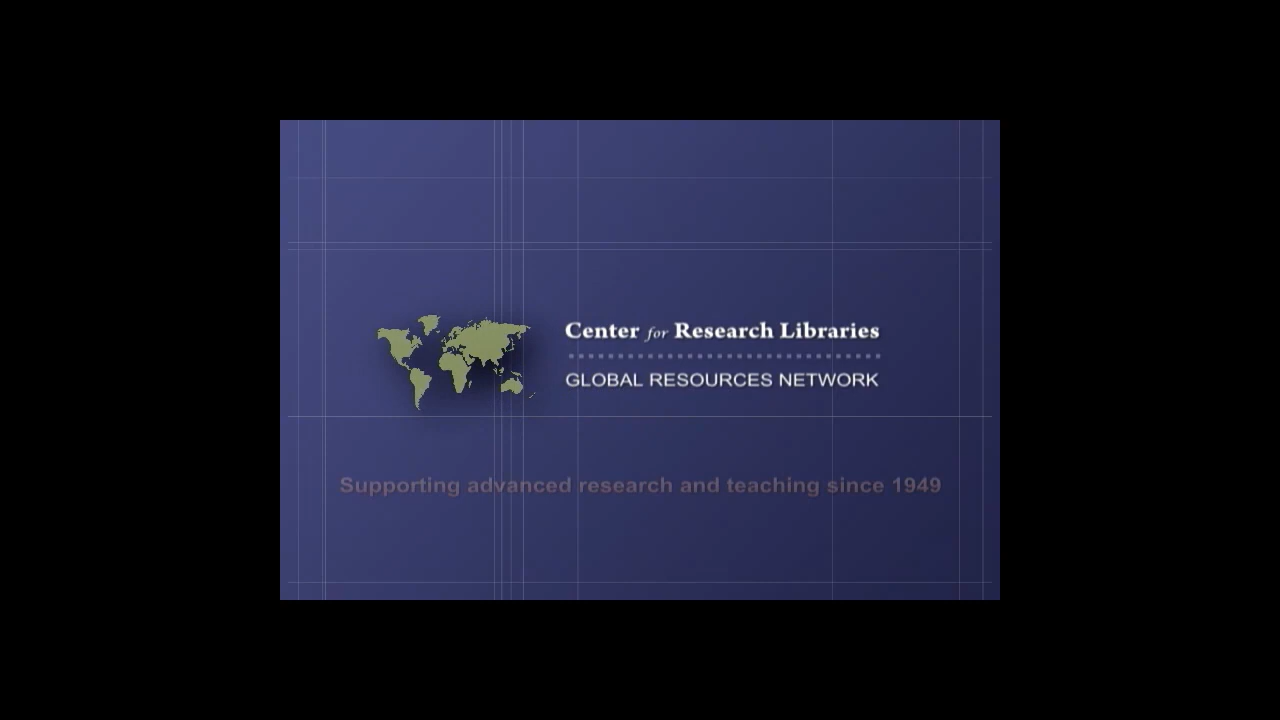 Center for Research Libraries
GLOBAL RESOURCES NETWORK
Supporting advanced research and teaching since 1949